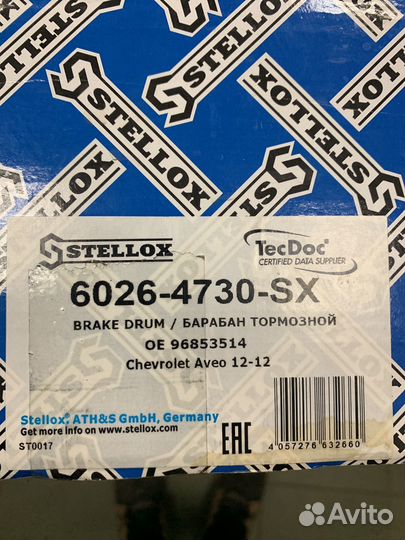 STELLOX
STELLOX
STELLOX
STELLOX
STELLOX
STELLOX
TecDoc
CERTIFIED DATA SUPPLIER
6026-4730-SX
BRAKE DRUM / БАРАБАН ТОРМОЗНОЙ
OE 96853514
Chevrolet Aveo 12-12
Stellox, ATH&S GmbH, Germany
Get more info on www.stellox.com
ST0017
EAC
4 057276 632660
Avito